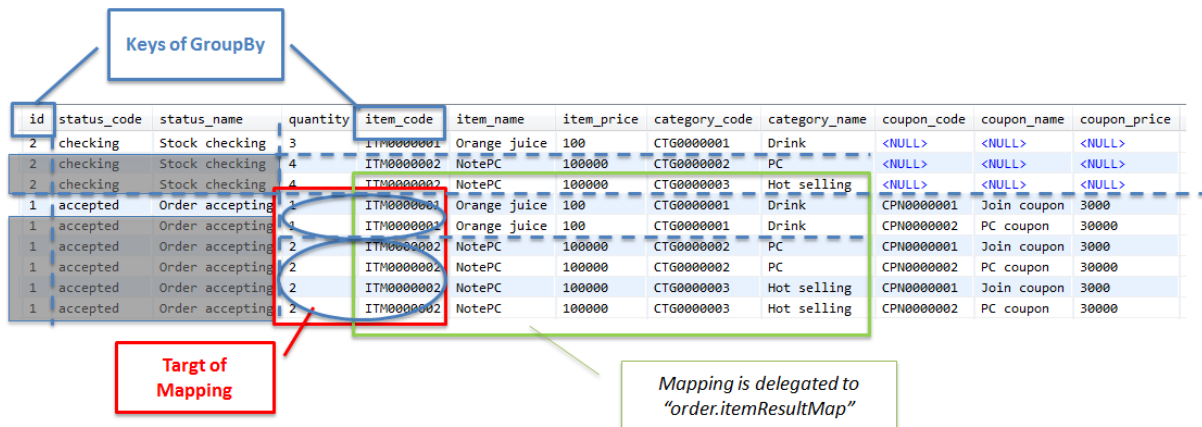 Keys of GroupBy
id status_code status_name quantity item_code item_name item_price category_code category_name coupon_code coupon_name coupon_price
2 checking Stock checking 3 ITM0000001 Orange juice 100 CTG0000001 Drink <NULL> <NULL> <NULL>
2 checking Stock checking 4 ITM0000002 NotePC 100000 CTG0000002 PC <NULL> <NULL> <NULL>
2 checking Stock checking 4 ITM0000002 NotePC 100000 CTG0000003 Hot selling <NULL> <NULL> <NULL>
1 accepted Order accepting 1 ITM0000001 Orange juice 100 CTG0000001 Drink CPN0000001 Join coupon 3000
1 accepted Order accepting 1 ITM0000001 Orange juice 100 CTG0000001 Drink CPN0000002 PC coupon 30000
1 accepted Order accepting 2 ITM0000002 NotePC 100000 CTG0000002 PC CPN0000001 Join coupon 3000
1 accepted Order accepting 2 ITM0000002 NotePC 100000 CTG0000002 PC CPN0000002 PC coupon 30000
1 accepted Order accepting 2 ITM0000002 NotePC 100000 CTG0000003 Hot selling CPN0000001 Join coupon 3000
1 accepted Order accepting 2 ITM0000002 NotePC 100000 CTG0000003 Hot selling CPN0000002 PC coupon 30000
Targt of
Mapping
Mapping is delegated to
“order.itemResultMap”